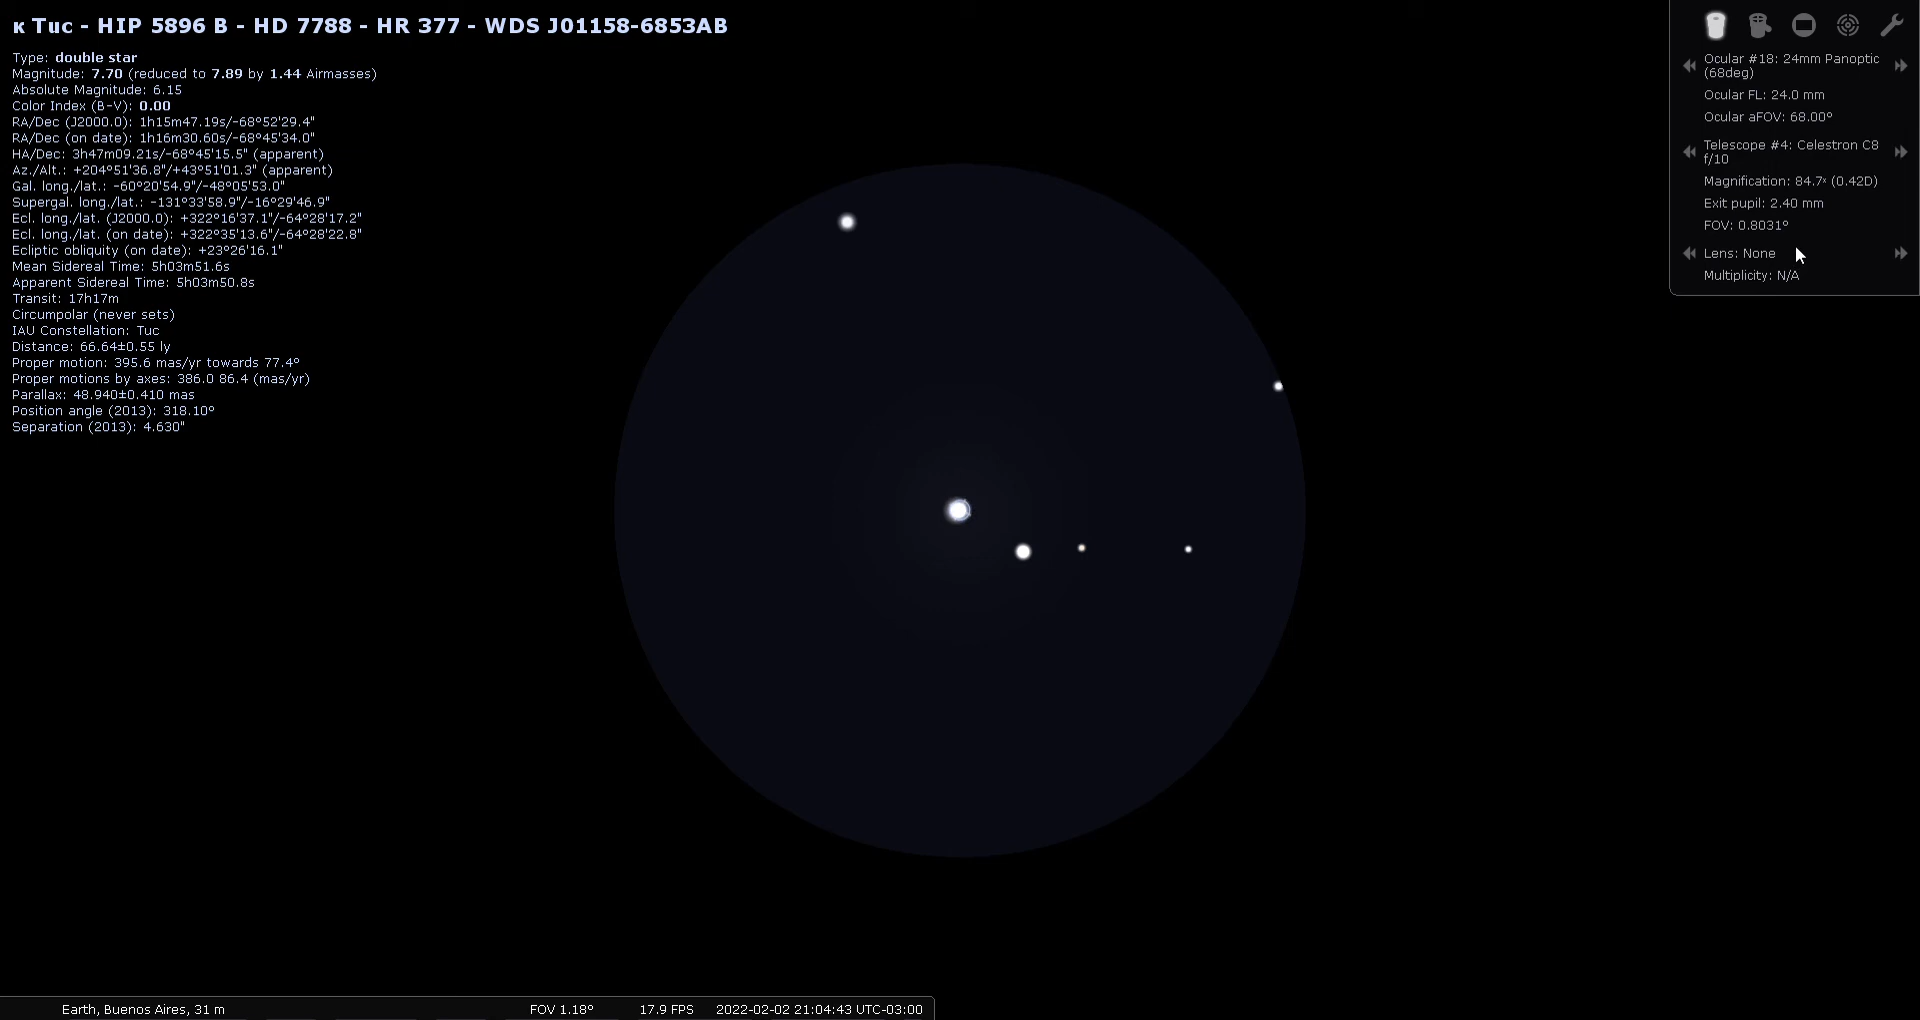 κ Tuc - HIP 5896 B - HD 7788 - HR 377 - WDS J01158-6853AB
Type: double star
Magnitude: 7.70 (reduced to 7.89 by 1.44 Airmasses)
Absolute Magnitude: 6.15
Color Index (B-V): 0.00
RA/Dec (J2000.0): 1h15m47.19s/-68°52'29.4"
RA/Dec (on date): 1h16m30.60s/-68°45'34.0"
HA/Dec: 3h47m09.21s/-68°45'15.5" (apparent)
Az./Alt.: +204°51'36.8"/+43°51'01.3" (apparent)
Gal. long./lat.: -60°20'54.9"/-48°05'53.0"
Supergal. long./lat.: -131°33'58.9"/-16°29'46.9"
Ecl. long./lat. (J2000.0): +322°16'37.1"/-64°28'17.2"
Ecl. long./lat. (on date): +322°35'13.6"/-64°28'22.8"
Ecliptic obliquity (on date): +23°26'16.1"
Mean Sidereal Time: 5h03m51.6s
Apparent Sidereal Time: 5h03m50.8s
Transit: 17h17m
Circumpolar (never sets)
IAU Constellation: Tuc
Distance: 66.64±0.55 ly
Proper motion: 395.6 mas/yr towards 77.4°
Proper motions by axes: 386.0 86.4 (mas/yr)
Parallax: 48.940±0.410 mas
Position angle (2013): 318.10°
Separation (2013): 4.630"
Ocular #18: 24mm Panoptic
(68deg)
Ocular FL: 24.0 mm
Ocular aFOV: 68.00°
Telescope #4: Celestron C8
f/10
Magnification: 84.7ˣ (0.42D)
Exit pupil: 2.40 mm
FOV: 0.8031°
Lens: None
Multiplicity: N/A
Earth, Buenos Aires, 31 m FOV 1.18° 17.9 FPS 2022-02-02 21:04:43 UTC-03:00